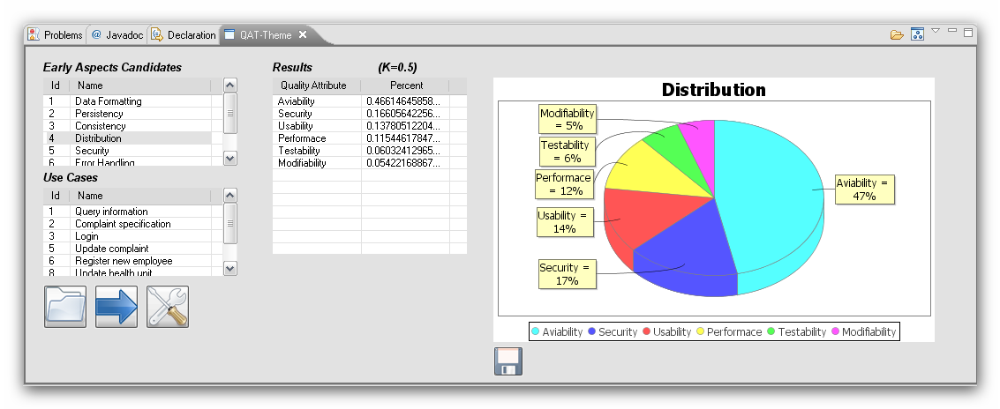 Problems @ Javadoc Declaration QAT-Theme
Early Aspects Candidates
Id Name
1 Data Formatting
2 Persistency
3 Consistency
4 Distribution
5 Security
6 Error Handling
Use Cases
Id Name
1 Query information
2 Complaint specification
3 Login
5 Update complaint
6 Register new employee
8 Update health unit
Results (K=0.5)
Quality Attribute Percent
Aviability 0.46614645858...
Security 0.16605642256...
Usability 0.13780512204...
Performace 0.11544617847...
Testability 0.06032412965...
Modifiability 0.05422168867...
Distribution
Modifiability
= 5%
Testability
= 6%
Performace
= 12%
Usability =
14%
Security =
17%
Aviability =
47%
Aviability Security Usability Performace Testability Modifiability